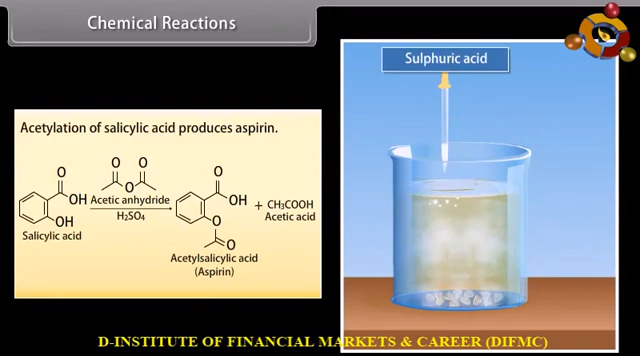 Chemical Reactions
Sulphuric acid
Acetylation of salicylic acid produces aspirin.
O
OH
OH
Salicylic acid
O O
O
Acetic anhydride
H₂SO₄
O
OH
O
O
Acetylsalicylic acid
(Aspirin)
+ CH₃COOH
Acetic acid
D-INSTITUTE OF FINANCIAL MARKETS & CAREER (DIFMC)